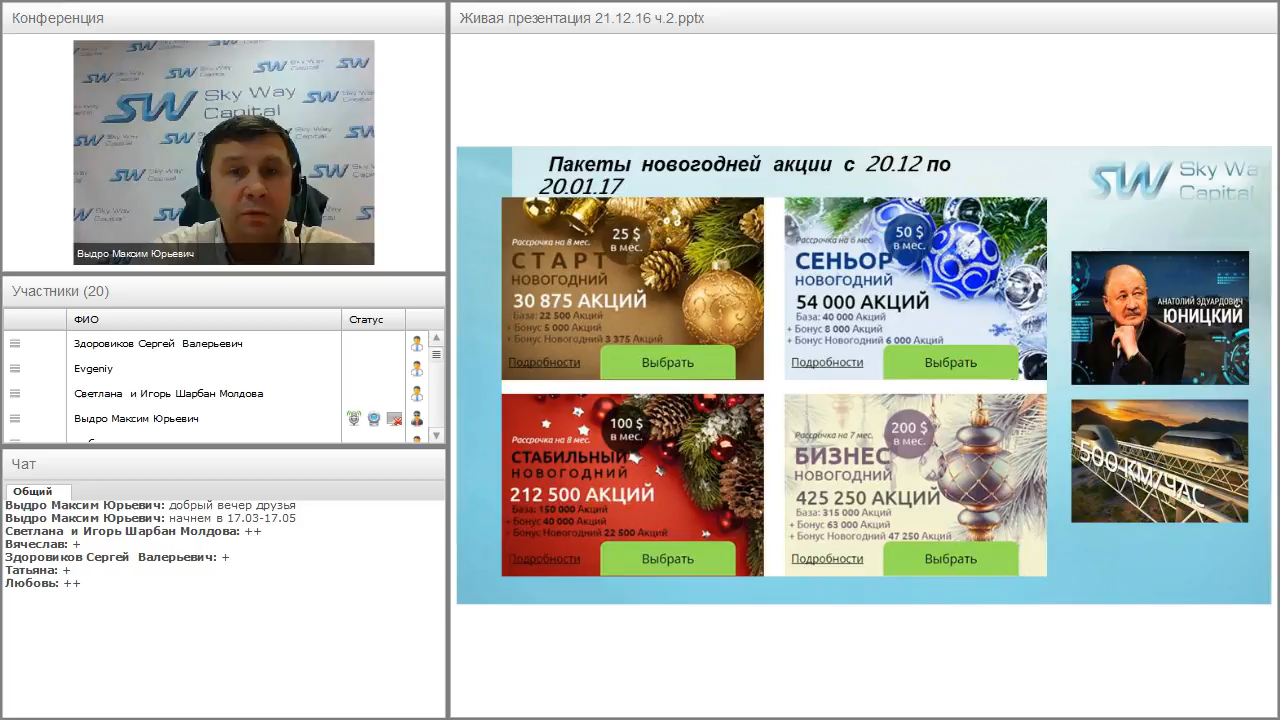 Конференция
SW
Sky Way
Capital
Выдро Максим Юрьевич
Участники (20)
ФИО
Статус
Здоровиков Сергей Валерьевич
Evgeniy
Светлана и Игорь Шарбан Молдова
Выдро Максим Юрьевич
Чат
Общий
Выдро Максим Юрьевич: добрый вечер друзья
Выдро Максим Юрьевич: начнем в 17.03-17.05
Светлана и Игорь Шарбан Молдова: ++
Вячеслав: +
Здоровиков Сергей Валерьевич: +
Татьяна: +
Любовь: ++
Живая презентация 21.12.16 ч.2.pptx
Пакеты новогодней акции с 20.12 по
20.01.17
SW Sky Wa
Capital
25 $
в мес.
Рассрочка на 8 мес.
СТАРТ
НОВОГОДНИЙ
30 875 АКЦИЙ
База: 22 500 Акций
+ Бонус 5 000 Акций
+ Бонус Новогодний 3 375 Акций
Подробности
Выбрать
50 $
в мес.
Рассрочка на 6 мес.
СЕНЬОР
НОВОГОДНИЙ
54 000 АКЦИЙ
База: 40 000 Акций
+ Бонус 8 000 Акций
+ Бонус Новогодний 6 000 Акций
Подробности
Выбрать
100 $
в мес.
Рассрочка на 8 мес.
СТАБИЛЬНЫЙ
НОВОГОДНИЙ
212 500 АКЦИЙ
База: 150 000 Акций
+ Бонус 40 000 Акций
+ Бонус Новогодний 22 500 Акций
Подробности
Выбрать
200 $
в мес.
Рассрочка на 7 мес.
БИЗНЕС
НОВОГОДНИЙ
425 250 АКЦИЙ
База: 315 000 Акций
+ Бонус 63 000 Акций
+ Бонус Новогодний 47 250 Акций
Подробности
Выбрать
АНАТОЛИЙ ЭДУАРДОВИЧ
ЮНИЦКИЙ
500 КМ/ЧАС